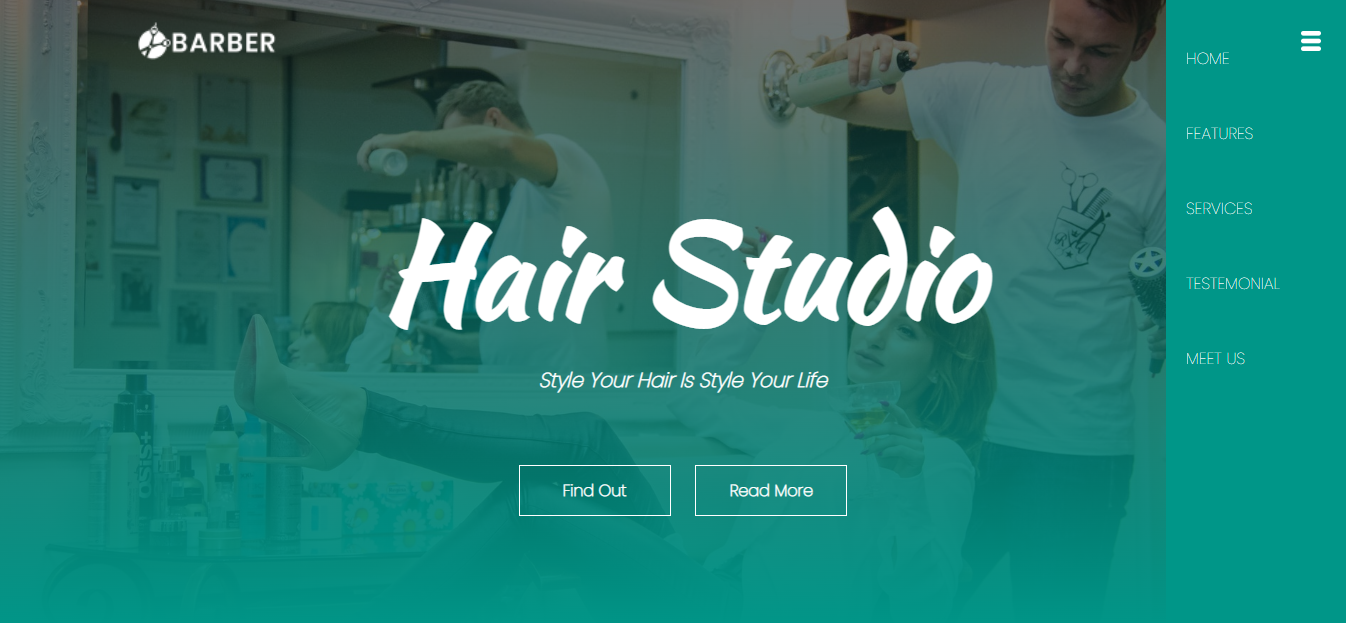 BARBER
HOME
FEATURES
SERVICES
TESTEMONIAL
MEET US
Hair Studio
Style Your Hair Is Style Your Life
Find Out
Read More